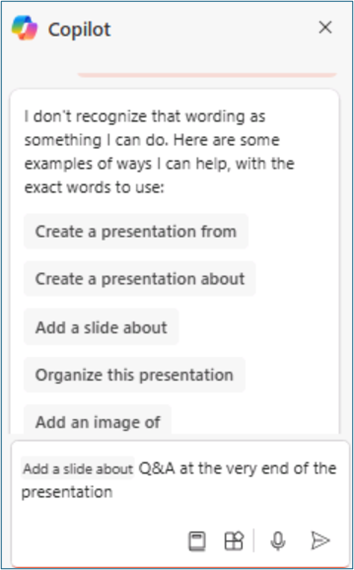 Copilot
I don't recognize that wording as
something I can do. Here are some
examples of ways I can help, with the
exact words to use:
Create a presentation from
Create a presentation about
Add a slide about
Organize this presentation
Add an image of
Add a slide about Q&A at the very end of the
presentation